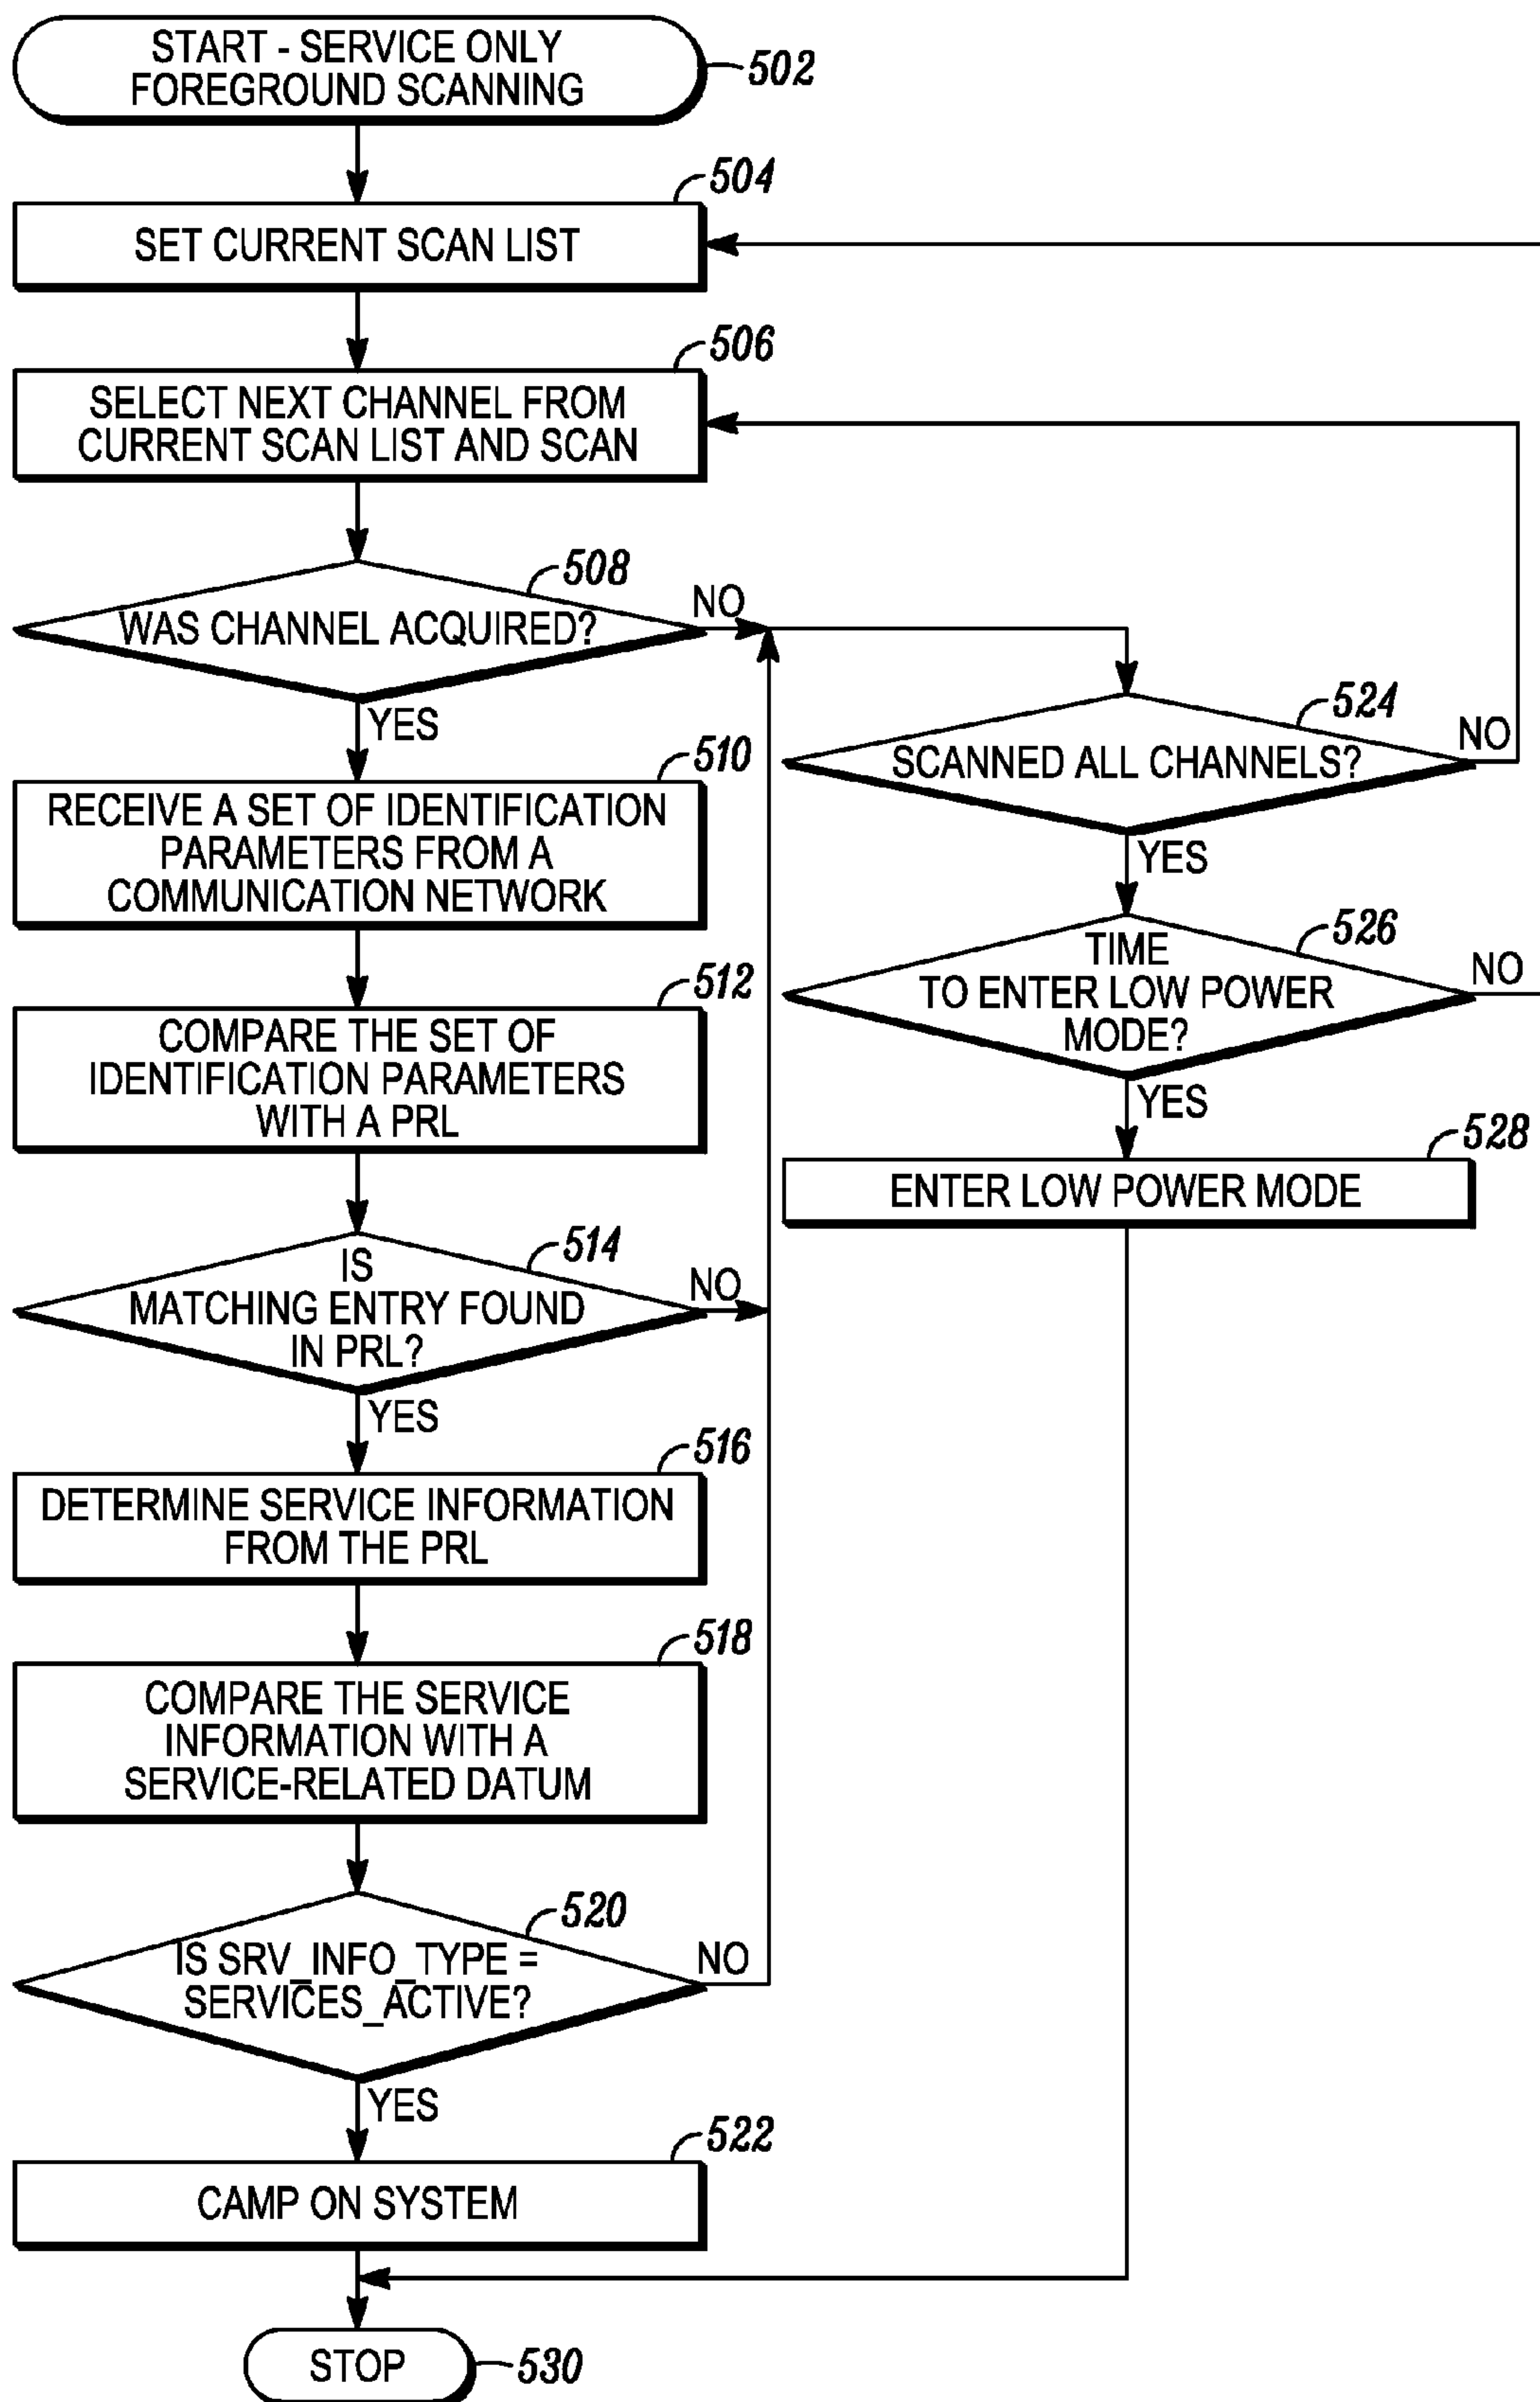 START - SERVICE ONLY
FOREGROUND SCANNING
502
504
SET CURRENT SCAN LIST
506
SELECT NEXT CHANNEL FROM
CURRENT SCAN LIST AND SCAN
508
NO
WAS CHANNEL ACQUIRED?
YES
524
NO
SCANNED ALL CHANNELS?
YES
510
RECEIVE A SET OF IDENTIFICATION
PARAMETERS FROM A
COMMUNICATION NETWORK
526
NO
TIME
TO ENTER LOW POWER
MODE?
YES
512
COMPARE THE SET OF
IDENTIFICATION PARAMETERS
WITH A PRL
528
ENTER LOW POWER MODE
514
NO
IS
MATCHING ENTRY FOUND
IN PRL?
YES
516
DETERMINE SERVICE INFORMATION
FROM THE PRL
518
COMPARE THE SERVICE
INFORMATION WITH A
SERVICE-RELATED DATUM
520
NO
IS SRV_INFO_TYPE =
SERVICES_ACTIVE?
YES
522
CAMP ON SYSTEM
STOP
530